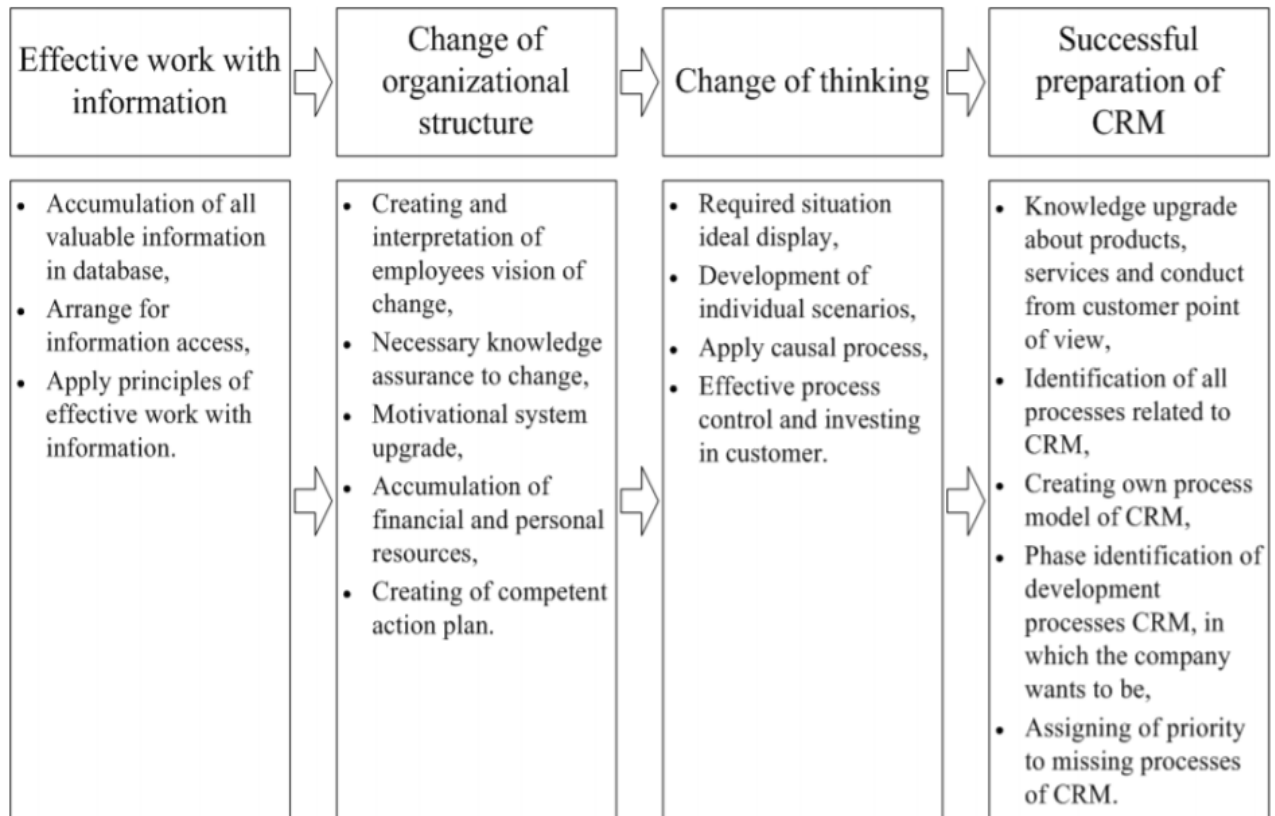 Effective work with
information
Change of
organizational
structure
Change of thinking
Successful
preparation of
CRM
• Accumulation of all
valuable information
in database,
• Arrange for
information access,
• Apply principles of
effective work with
information.
• Creating and
interpretation of
employees vision of
change,
• Necessary knowledge
assurance to change,
• Motivational system
upgrade,
• Accumulation of
financial and personal
resources,
• Creating of competent
action plan.
• Required situation
ideal display,
• Development of
individual scenarios,
• Apply causal process,
• Effective process
control and investing
in customer.
• Knowledge upgrade
about products,
services and conduct
from customer point
of view,
• Identification of all
processes related to
CRM,
• Creating own process
model of CRM,
• Phase identification of
development
processes CRM, in
which the company
wants to be,
• Assigning of priority
to missing processes
of CRM.